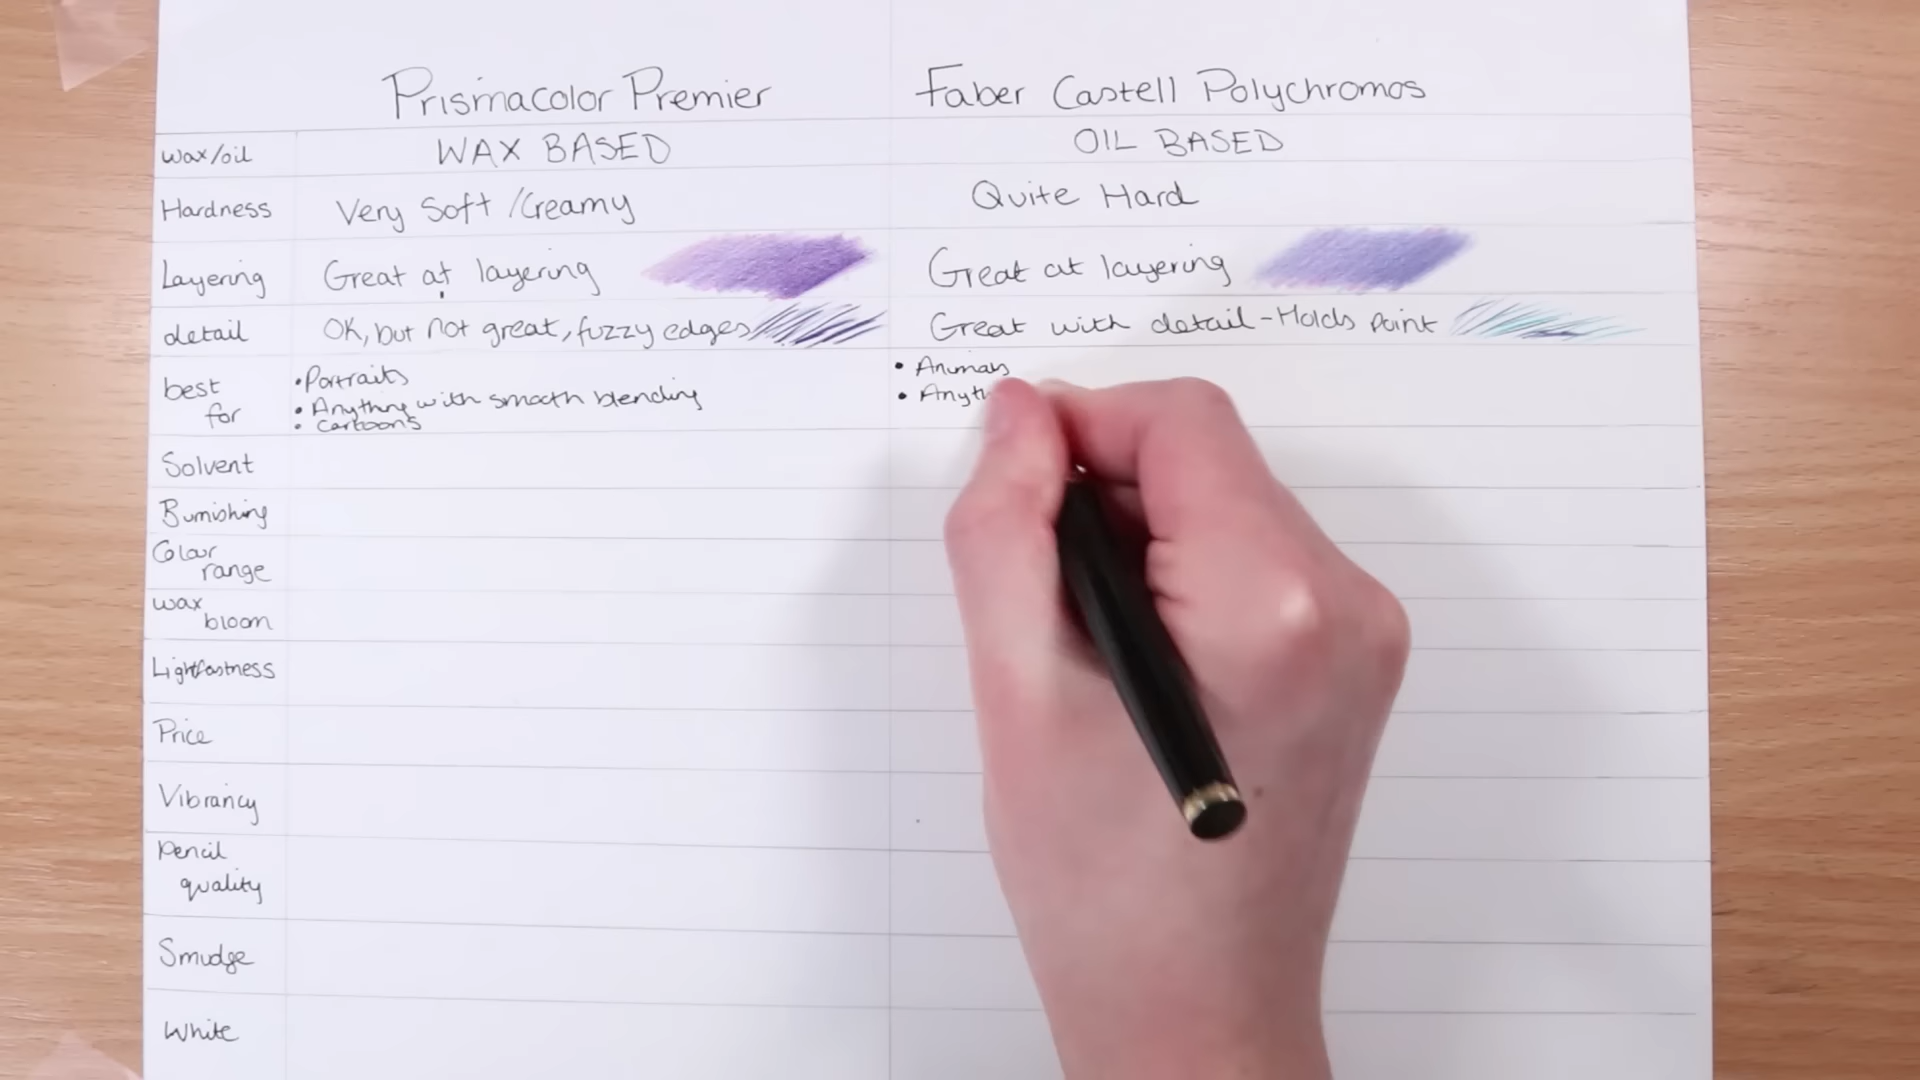 Prismacolor Premier
Faber Castell Polychromos
wax/oil
WAX BASED
OIL BASED
Hardness
Very Soft /Creamy
Quite Hard
Layering
Great at layering
Great at layering
detail
OK, but not great, fuzzy edges
Great with detail - Holds point
best
for
• Portraits
• Anything with smooth blending
• Cartoons
• Animals
Solvent
Burnishing
Colour
range
wax
bloom
Lightfastness
Price
Vibrancy
Pencil
quality
Smudge
White